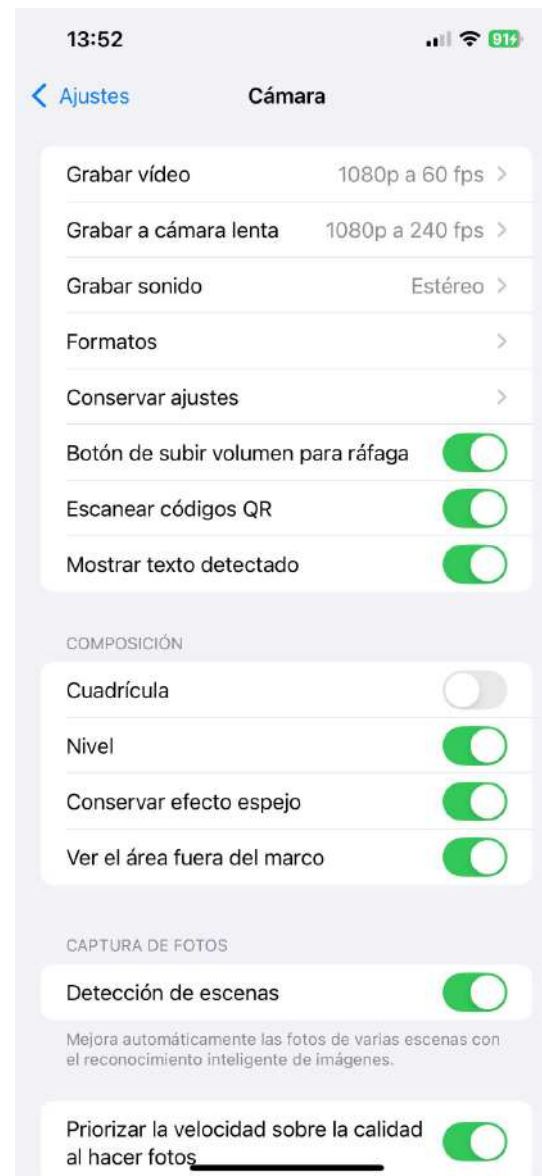 13:52
91
Ajustes
Cámara
Grabar vídeo 1080p a 60 fps
Grabar a cámara lenta 1080p a 240 fps
Grabar sonido Estéreo
Formatos
Conservar ajustes
Botón de subir volumen para ráfaga
Escanear códigos QR
Mostrar texto detectado
COMPOSICIÓN
Cuadrícula
Nivel
Conservar efecto espejo
Ver el área fuera del marco
CAPTURA DE FOTOS
Detección de escenas
Mejora automáticamente las fotos de varias escenas con
el reconocimiento inteligente de imágenes.
Priorizar la velocidad sobre la calidad
al hacer fotos